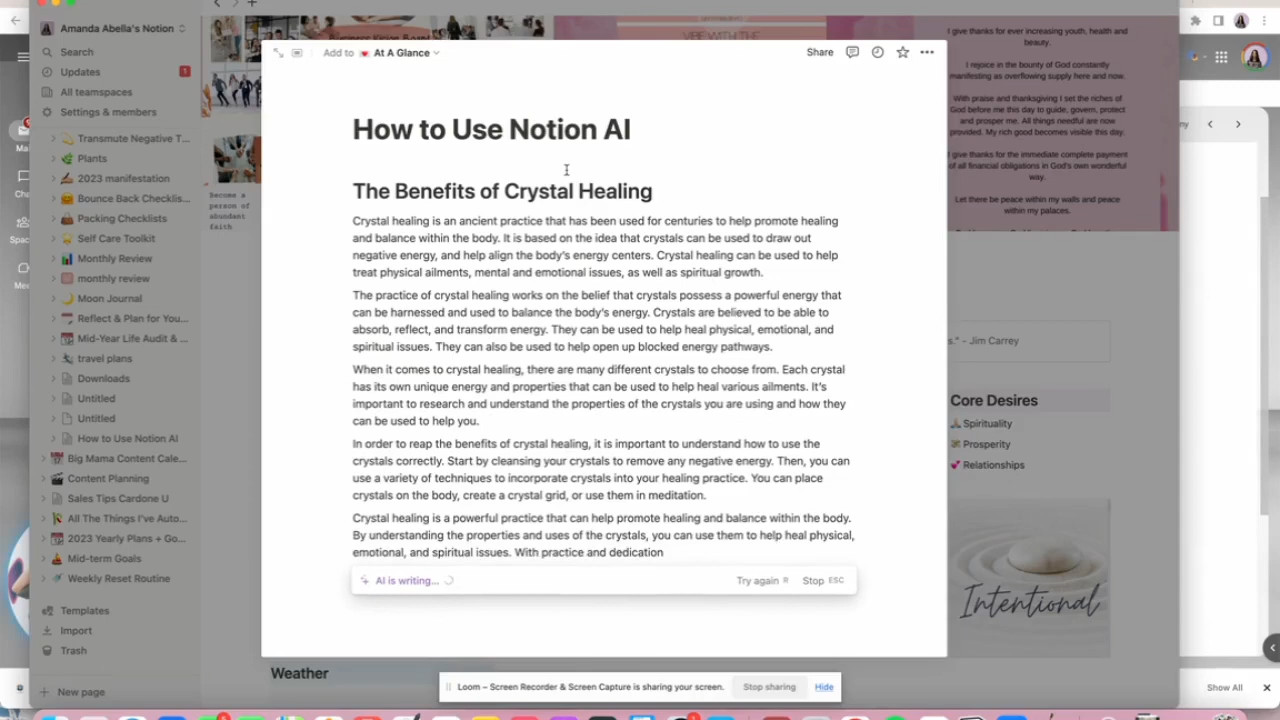 Amanda Abella's Notion
Search
Updates
All teamspaces
Settings & members
Transmute Negative T...
Plants
2023 manifestation
Bounce Back Checklis...
Packing Checklists
Self Care Toolkit
Monthly Review
monthly review
Moon Journal
Reflect & Plan for You...
Mid-Year Life Audit & ...
travel plans
Downloads
Untitled
Untitled
How to Use Notion AI
Big Mama Content Cale...
Content Planning
Sales Tips Cardone U
All The Things I've Auto...
2023 Yearly Plans + Go...
Mid-term Goals
Weekly Reset Routine
Templates
Import
Trash
New page
Become a
person of
abundant
faith
Add to At A Glance
Share
How to Use Notion AI
The Benefits of Crystal Healing
Crystal healing is an ancient practice that has been used for centuries to help promote healing
and balance within the body. It is based on the idea that crystals can be used to draw out
negative energy, and help align the body's energy centers. Crystal healing can be used to help
treat physical ailments, mental and emotional issues, as well as spiritual growth.
The practice of crystal healing works on the belief that crystals possess a powerful energy that
can be harnessed and used to balance the body's energy. Crystals are believed to be able to
absorb, reflect, and transform energy. They can be used to help heal physical, emotional, and
spiritual issues. They can also be used to help open up blocked energy pathways.
When it comes to crystal healing, there are many different crystals to choose from. Each crystal
has its own unique energy and properties that can be used to help heal various ailments. It's
important to research and understand the properties of the crystals you are using and how they
can be used to help you.
In order to reap the benefits of crystal healing, it is important to understand how to use the
crystals correctly. Start by cleansing your crystals to remove any negative energy. Then, you can
use a variety of techniques to incorporate crystals into your healing practice. You can place
crystals on the body, create a crystal grid, or use them in meditation.
Crystal healing is a powerful practice that can help promote healing and balance within the body.
By understanding the properties and uses of the crystals, you can use them to help heal physical,
emotional, and spiritual issues. With practice and dedication
AI is writing...
Try again R
Stop ESC
I give thanks for ever increasing youth, health and
beauty.
I rejoice in the bounty of God constantly
manifesting as overflowing supply here and now.
With praise and thanksgiving I set the riches of
God before me this day to guide, govern, protect
and prosper me. All things needful are now
provided. My rich good becomes visible this day.
I give thanks for the immediate complete payment
of all financial obligations in God's own wonderful
way.
Let there be peace within my walls and peace
within my palaces.
s." - Jim Carrey
Core Desires
Spirituality
Prosperity
Relationships
Intentional
Weather
Loom – Screen Recorder & Screen Capture is sharing your screen.
Stop sharing
Hide
Show All